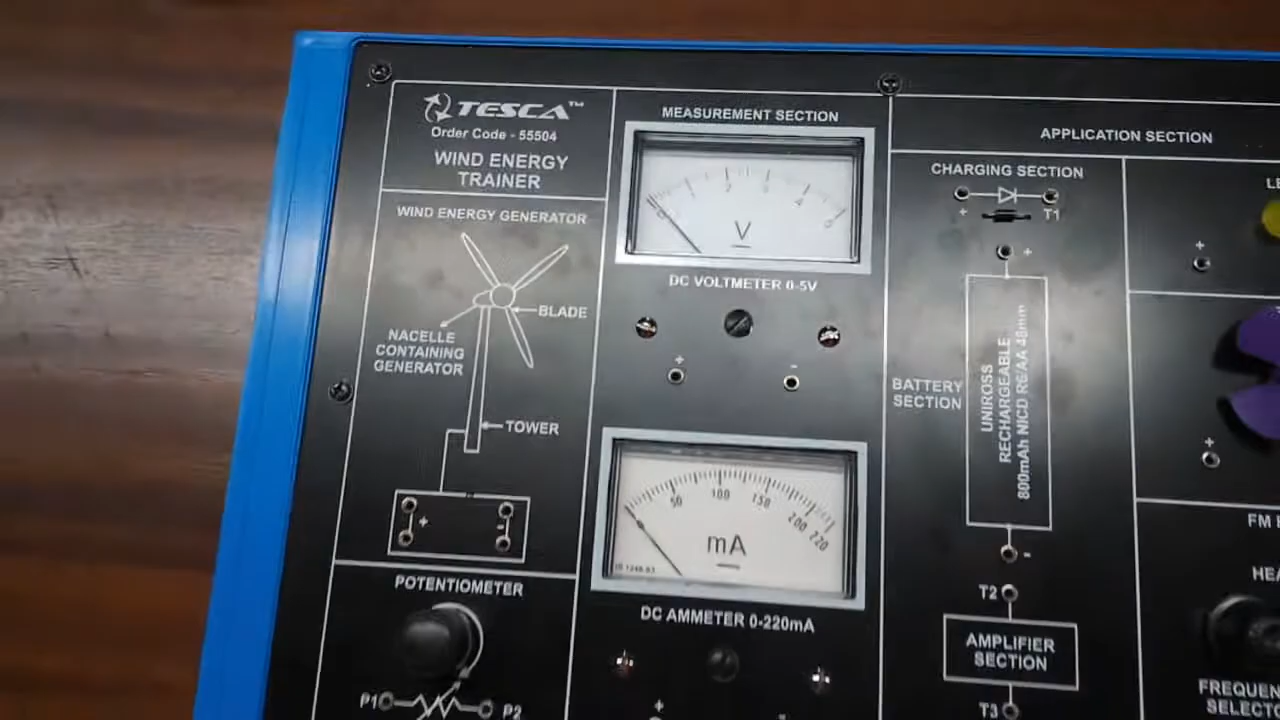 TESCA™
Order Code - 55504
WIND ENERGY
TRAINER
WIND ENERGY GENERATOR
BLADE
NACELLE
CONTAINING
GENERATOR
TOWER
+
-
POTENTIOMETER
P1
P2
MEASUREMENT SECTION
0 1 2 3 4 5
V
DC VOLTMETER 0-5V
+
-
0 50 100 150 200 220
mA
DC AMMETER 0-220mA
+
-
APPLICATION SECTION
CHARGING SECTION
+
T1
+
BATTERY
SECTION
UNIROSS
RECHARGEABLE
800mAh NICD R6/AA 48mm
-
T2
AMPLIFIER
SECTION
T3
+
+
FM